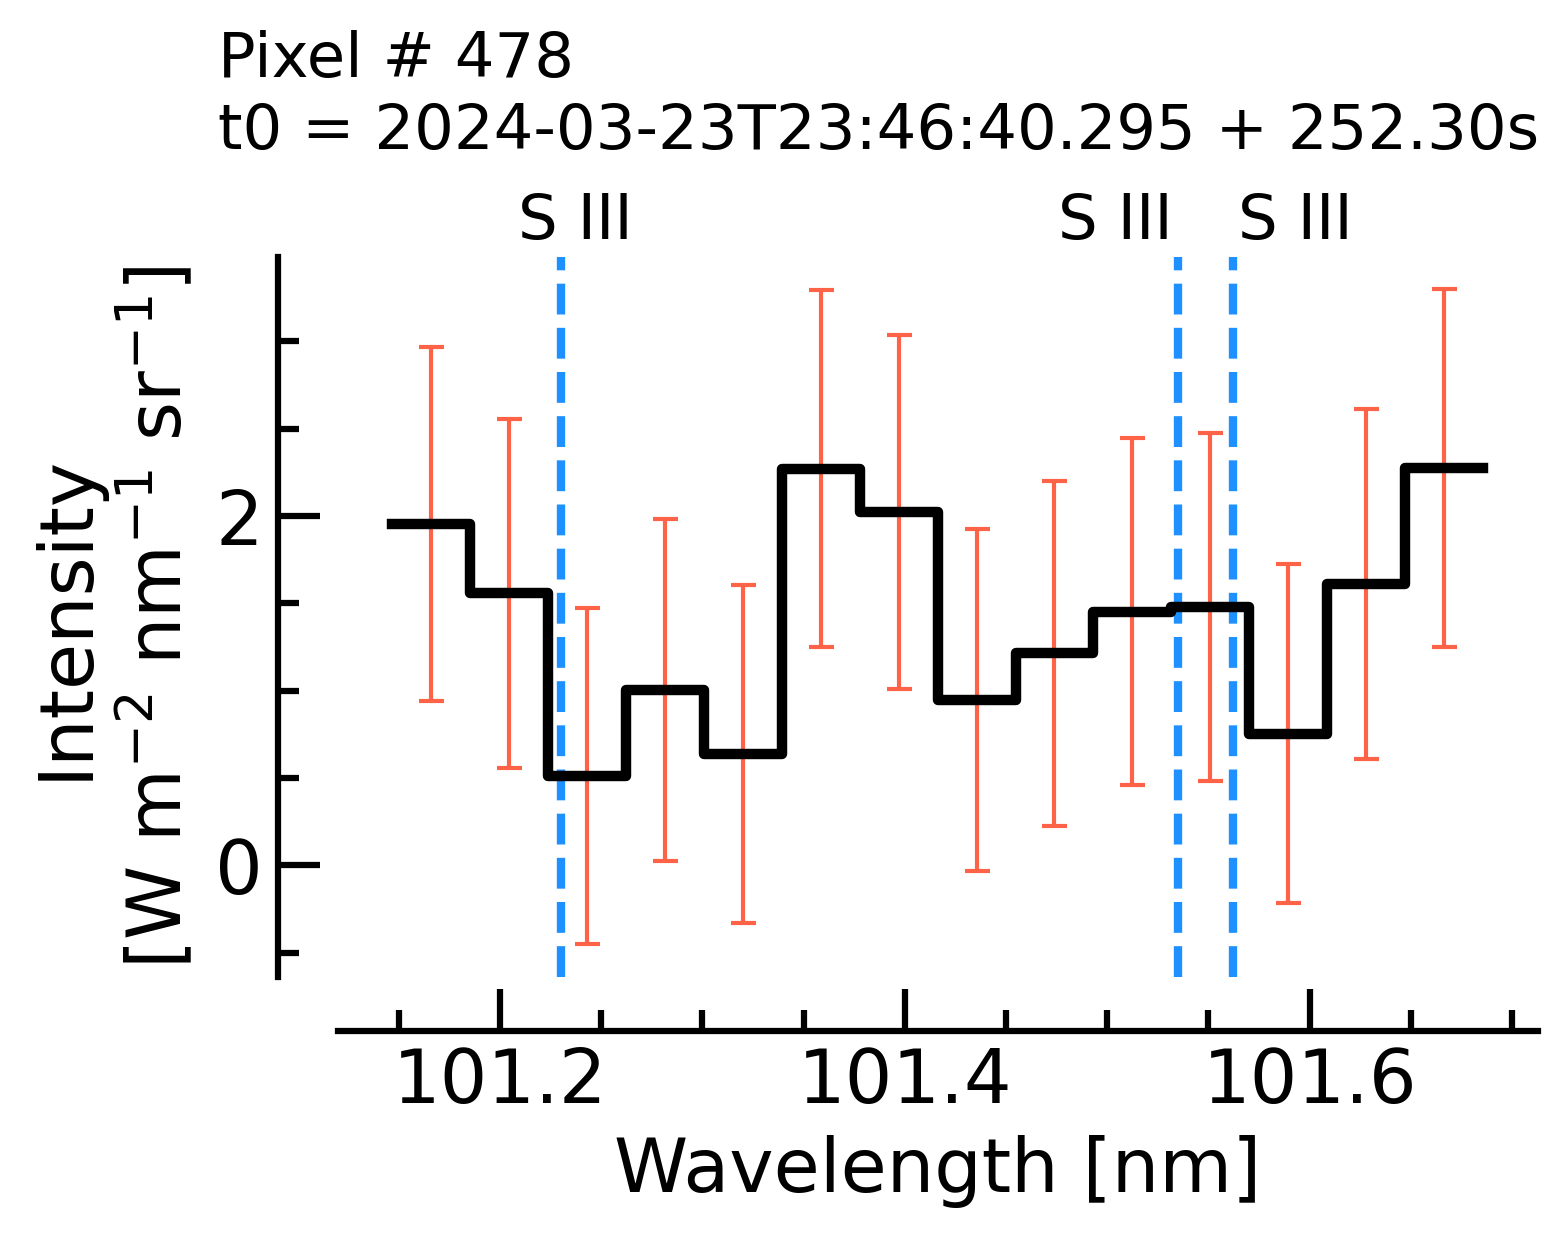 Pixel # 478
t0 = 2024-03-23T23:46:40.295 + 252.30s
S III S III S III
Intensity
[W m⁻² nm⁻¹ sr⁻¹]
2
0
101.2 101.4 101.6
Wavelength [nm]